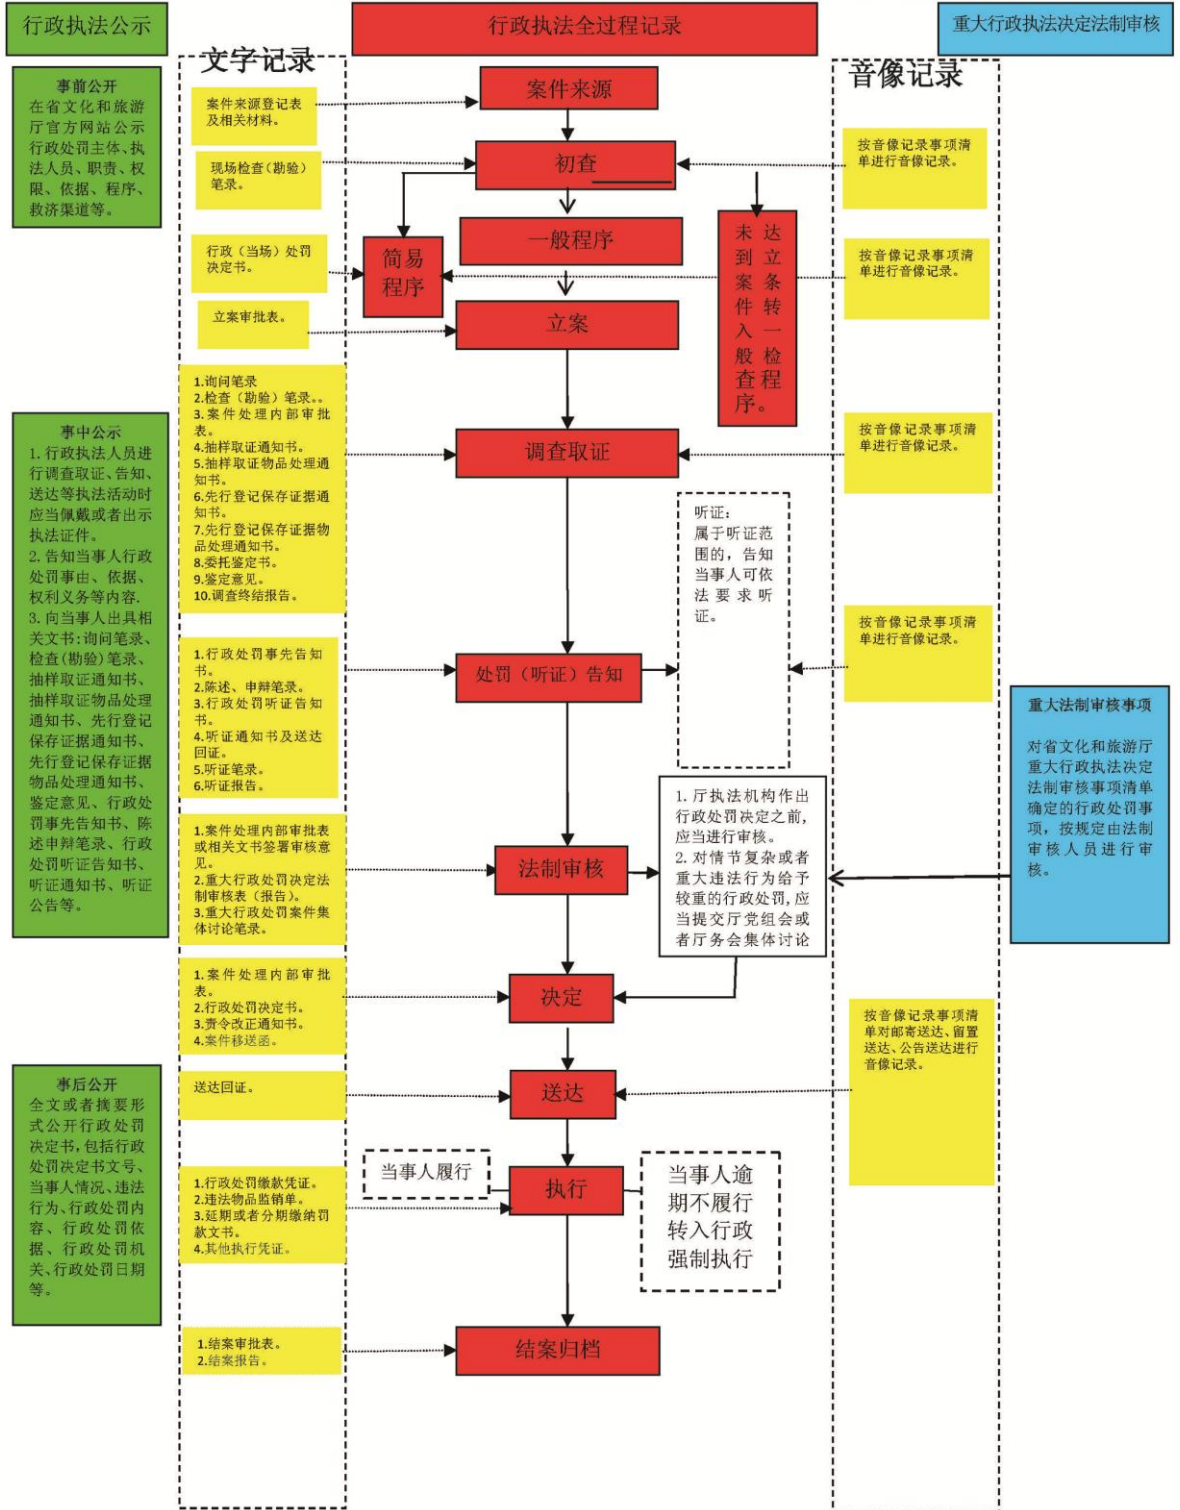 行政执法公示
行政执法全过程记录
重大行政执法决定法制审核
事前公开
在省文化和旅游
厅官方网站公示
行政处罚主体、执
法人员、职责、权
限、依据、程序、
救济渠道等。
事中公示
1. 行政执法人员进
行调查取证、告知、
送达等执法活动时
应当佩戴或者出示
执法证件。
2. 告知当事人行政
处罚事由、依据、
权利义务等内容.
3. 向当事人出具相
关文书:询问笔录、
检查(勘验)笔录、
抽样取证通知书、
抽样取证物品处理
通知书、先行登记
保存证据通知书、
先行登记保存证据
物品处理通知书、
鉴定意见、行政处
罚事先告知书、陈
述申辩笔录、行政
处罚听证告知书、
听证通知书、听证
公告等。
事后公开
全文或者摘要形
式公开行政处罚
决定书,包括行政
处罚决定书文号、
当事人情况、违法
行为、行政处罚内
容、行政处罚依
据、行政处罚机
关、行政处罚日期
等。
文字记录
案件来源登记表
及相关材料。
现场检查(勘验)
笔录。
行政(当场)处罚
决定书。
立案审批表。
1.询问笔录
2.检查(勘验)笔录。。
3.案件处理内部审批
表。
4.抽样取证通知书。
5.抽样取证物品处理通
知书。
6.先行登记保存证据通
知书。
7.先行登记保存证据物
品处理通知书。
8.委托鉴定书。
9.鉴定意见。
10.调查终结报告。
1.行政处罚事先告知
书。
2.陈述、申辩笔录。
3.行政处罚听证告知
书。
4.听证通知书及送达
回证。
5.听证笔录。
6.听证报告。
1.案件处理内部审批表
或相关文书签署审核意
见。
2.重大行政处罚决定法
制审核表(报告)。
3.重大行政处罚案件集
体讨论笔录。
1.案件处理内部审批
表。
2.行政处罚决定书。
3.责令改正通知书。
4.案件移送函。
送达回证。
1.行政处罚缴款凭证。
2.违法物品监销单。
3.延期或者分期缴纳罚
款文书。
4.其他执行凭证。
1.结案审批表。
2.结案报告。
案件来源
初查
一般程序
简易
程序
未达
到立
案条
件转
入一
般检
查程
序。
立案
调查取证
听证:
属于听证范
围的，告知
当事人可依
法要求听
证。
处罚（听证）告知
1. 厅执法机构作出
行政处罚决定之前,
应当进行审核。
2. 对情节复杂或者
重大违法行为给予
较重的行政处罚,应
当提交厅党组会或
者厅务会集体讨论
法制审核
决定
送达
当事人履行
执行
当事人逾
期不履行
转入行政
强制执行
结案归档
音像记录
按音像记录事项清
单进行音像记录。
按音像记录事项清
单进行音像记录。
按音像记录事项清
单进行音像记录。
按音像记录事项清
单进行音像记录。
按音像记录事项清
单对邮寄送达、留置
送达、公告送达进行
音像记录。
重大法制审核事项
对省文化和旅游厅
重大行政执法决定
法制审核事项清单
确定的行政处罚事
项，按规定由法制
审核人员进行审
核。